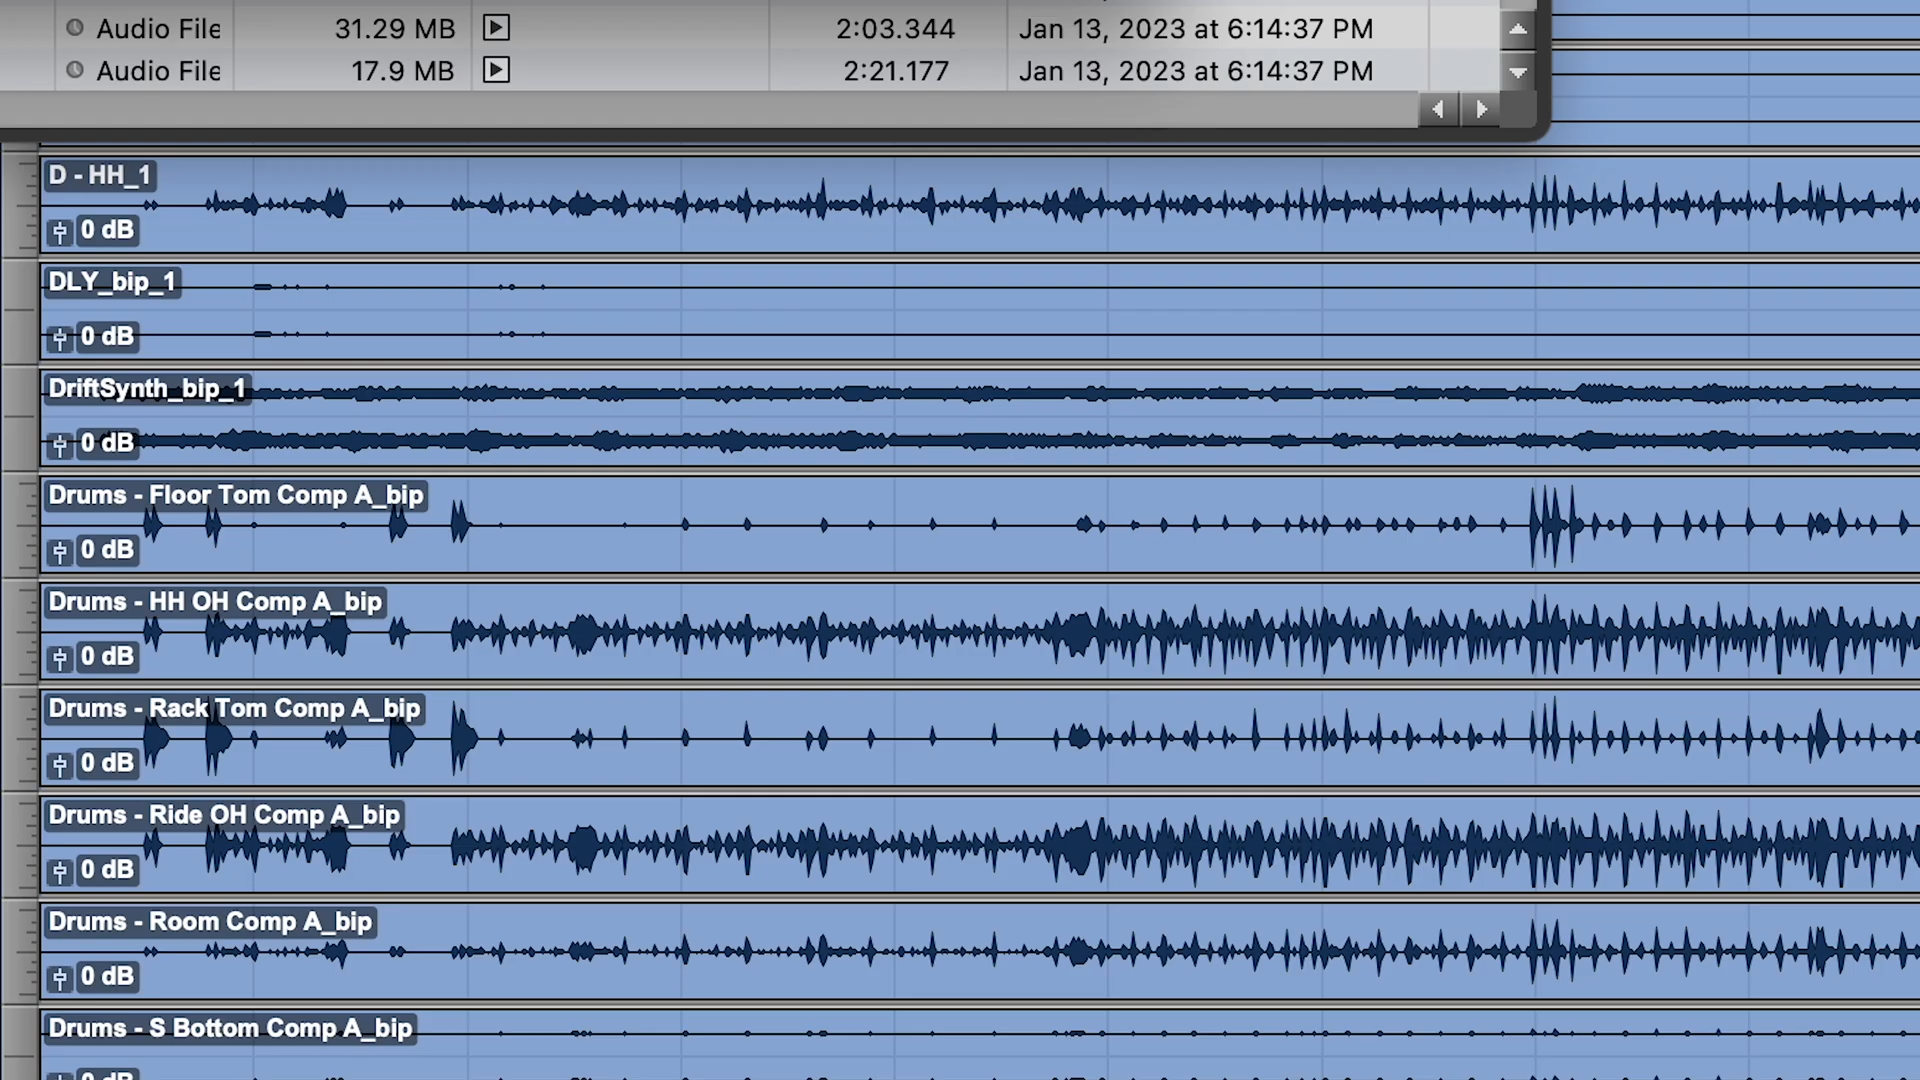 Audio File 31.29 MB 2:03.344 Jan 13, 2023 at 6:14:37 PM
Audio File 17.9 MB 2:21.177 Jan 13, 2023 at 6:14:37 PM
D - HH_1
0 dB
DLY_bip_1
0 dB
DriftSynth_bip_1
0 dB
Drums - Floor Tom Comp A_bip
0 dB
Drums - HH OH Comp A_bip
0 dB
Drums - Rack Tom Comp A_bip
0 dB
Drums - Ride OH Comp A_bip
0 dB
Drums - Room Comp A_bip
0 dB
Drums - S Bottom Comp A_bip
0 dB